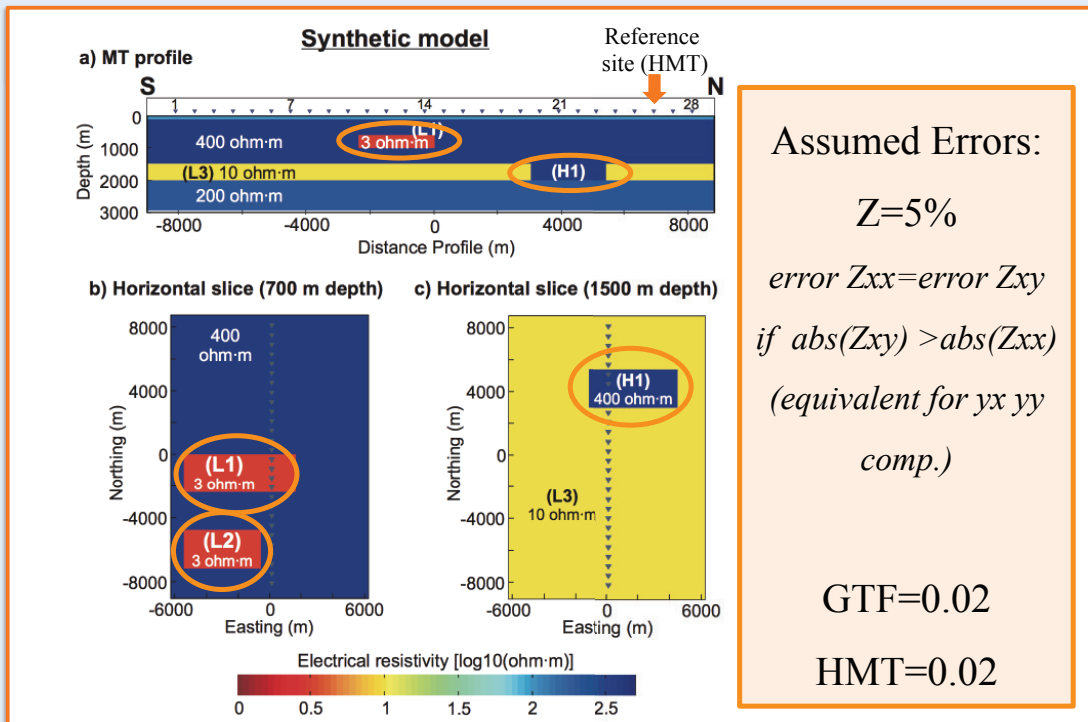 Synthetic model
Reference
site (HMT)
a) MT profile
S
N
1
7
14
21
28
0
1000
2000
3000
Depth (m)
400 ohm·m
(L1)
3 ohm·m
(L3) 10 ohm·m
(H1)
200 ohm·m
-8000
-4000
0
4000
8000
Distance Profile (m)
b) Horizontal slice (700 m depth)
8000
4000
0
-4000
-8000
Northing (m)
400
ohm·m
(L1)
3 ohm·m
(L2)
3 ohm·m
-6000
0
6000
Easting (m)
c) Horizontal slice (1500 m depth)
8000
4000
0
-4000
-8000
Northing (m)
(H1)
400 ohm·m
(L3)
10 ohm·m
-6000
0
6000
Easting (m)
Electrical resistivity [log10(ohm·m)]
0
0.5
1
1.5
2
2.5
Assumed Errors:
Z=5%
error Zxx=error Zxy
if abs(Zxy) >abs(Zxx)
(equivalent for yx yy
comp.)
GTF=0.02
HMT=0.02